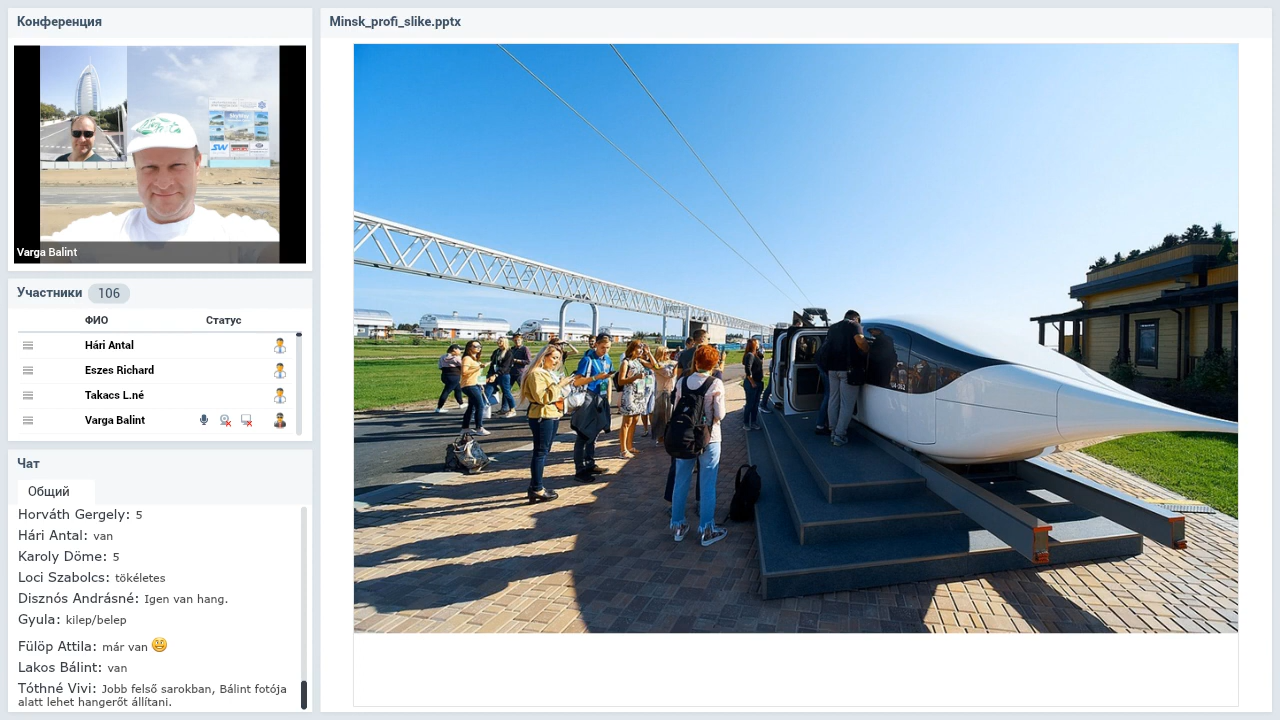 Конференция
Varga Balint
Участники 106
ФИО Статус
Hári Antal
Eszes Richard
Takacs L.né
Varga Balint
Чат
Общий
Horváth Gergely: 5
Hári Antal: van
Karoly Döme: 5
Loci Szabolcs: tökéletes
Disznós Andrásné: Igen van hang.
Gyula: kilep/belep
Fülöp Attila: már van
Lakos Bálint: van
Tóthné Vivi: Jobb felső sarokban, Bálint fotója
alatt lehet hangerőt állítani.
Minsk_profi_slike.pptx
SkyWay
SW